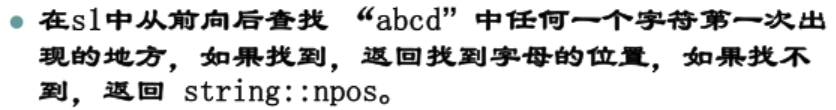 在s1中从前向后查找 “abcd”中任何一个字符第一次出
现的地方，如果找到，返回找到字母的位置，如果找不
到，返回 string::npos。